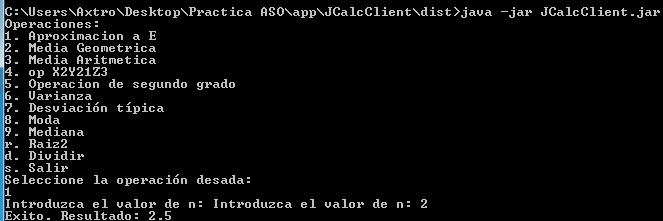 C:\Users\Axtro\Desktop\Practica ASO\app\JCalcClient\dist>java -jar JCalcClient.jar
Operaciones:
1. Aproximacion a E
2. Media Geometrica
3. Media Aritmetica
4. op X2Y21Z3
5. Operacion de segundo grado
6. Varianza
7. Desviación típica
8. Moda
9. Mediana
r. Raiz2
d. Dividir
s. Salir
Seleccione la operación desada:
1
Introduzca el valor de n: Introduzca el valor de n: 2
Exito. Resultado: 2.5